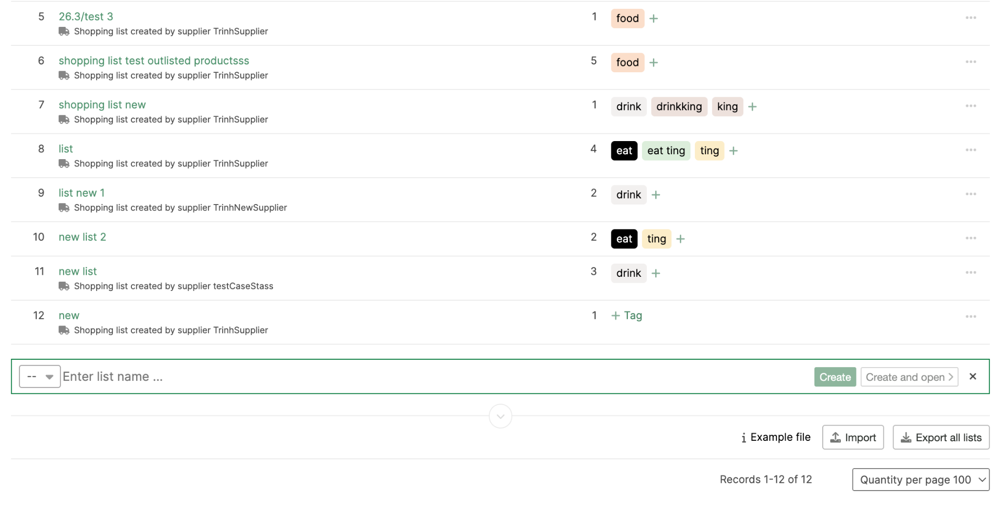 5 26.3/test 3 1 food +
Shopping list created by supplier TrinhSupplier
6 shopping list test outlisted productsss 5 food +
Shopping list created by supplier TrinhSupplier
7 shopping list new 1 drink drinkking king +
Shopping list created by supplier TrinhSupplier
8 list 4 eat eat ting ting +
Shopping list created by supplier TrinhSupplier
9 list new 1 2 drink +
Shopping list created by supplier TrinhNewSupplier
10 new list 2 2 eat ting +
11 new list 3 drink +
Shopping list created by supplier testCaseStass
12 new 1 + Tag
Shopping list created by supplier TrinhSupplier
-- Enter list name ... Create Create and open
Example file Import Export all lists
Records 1-12 of 12 Quantity per page 100